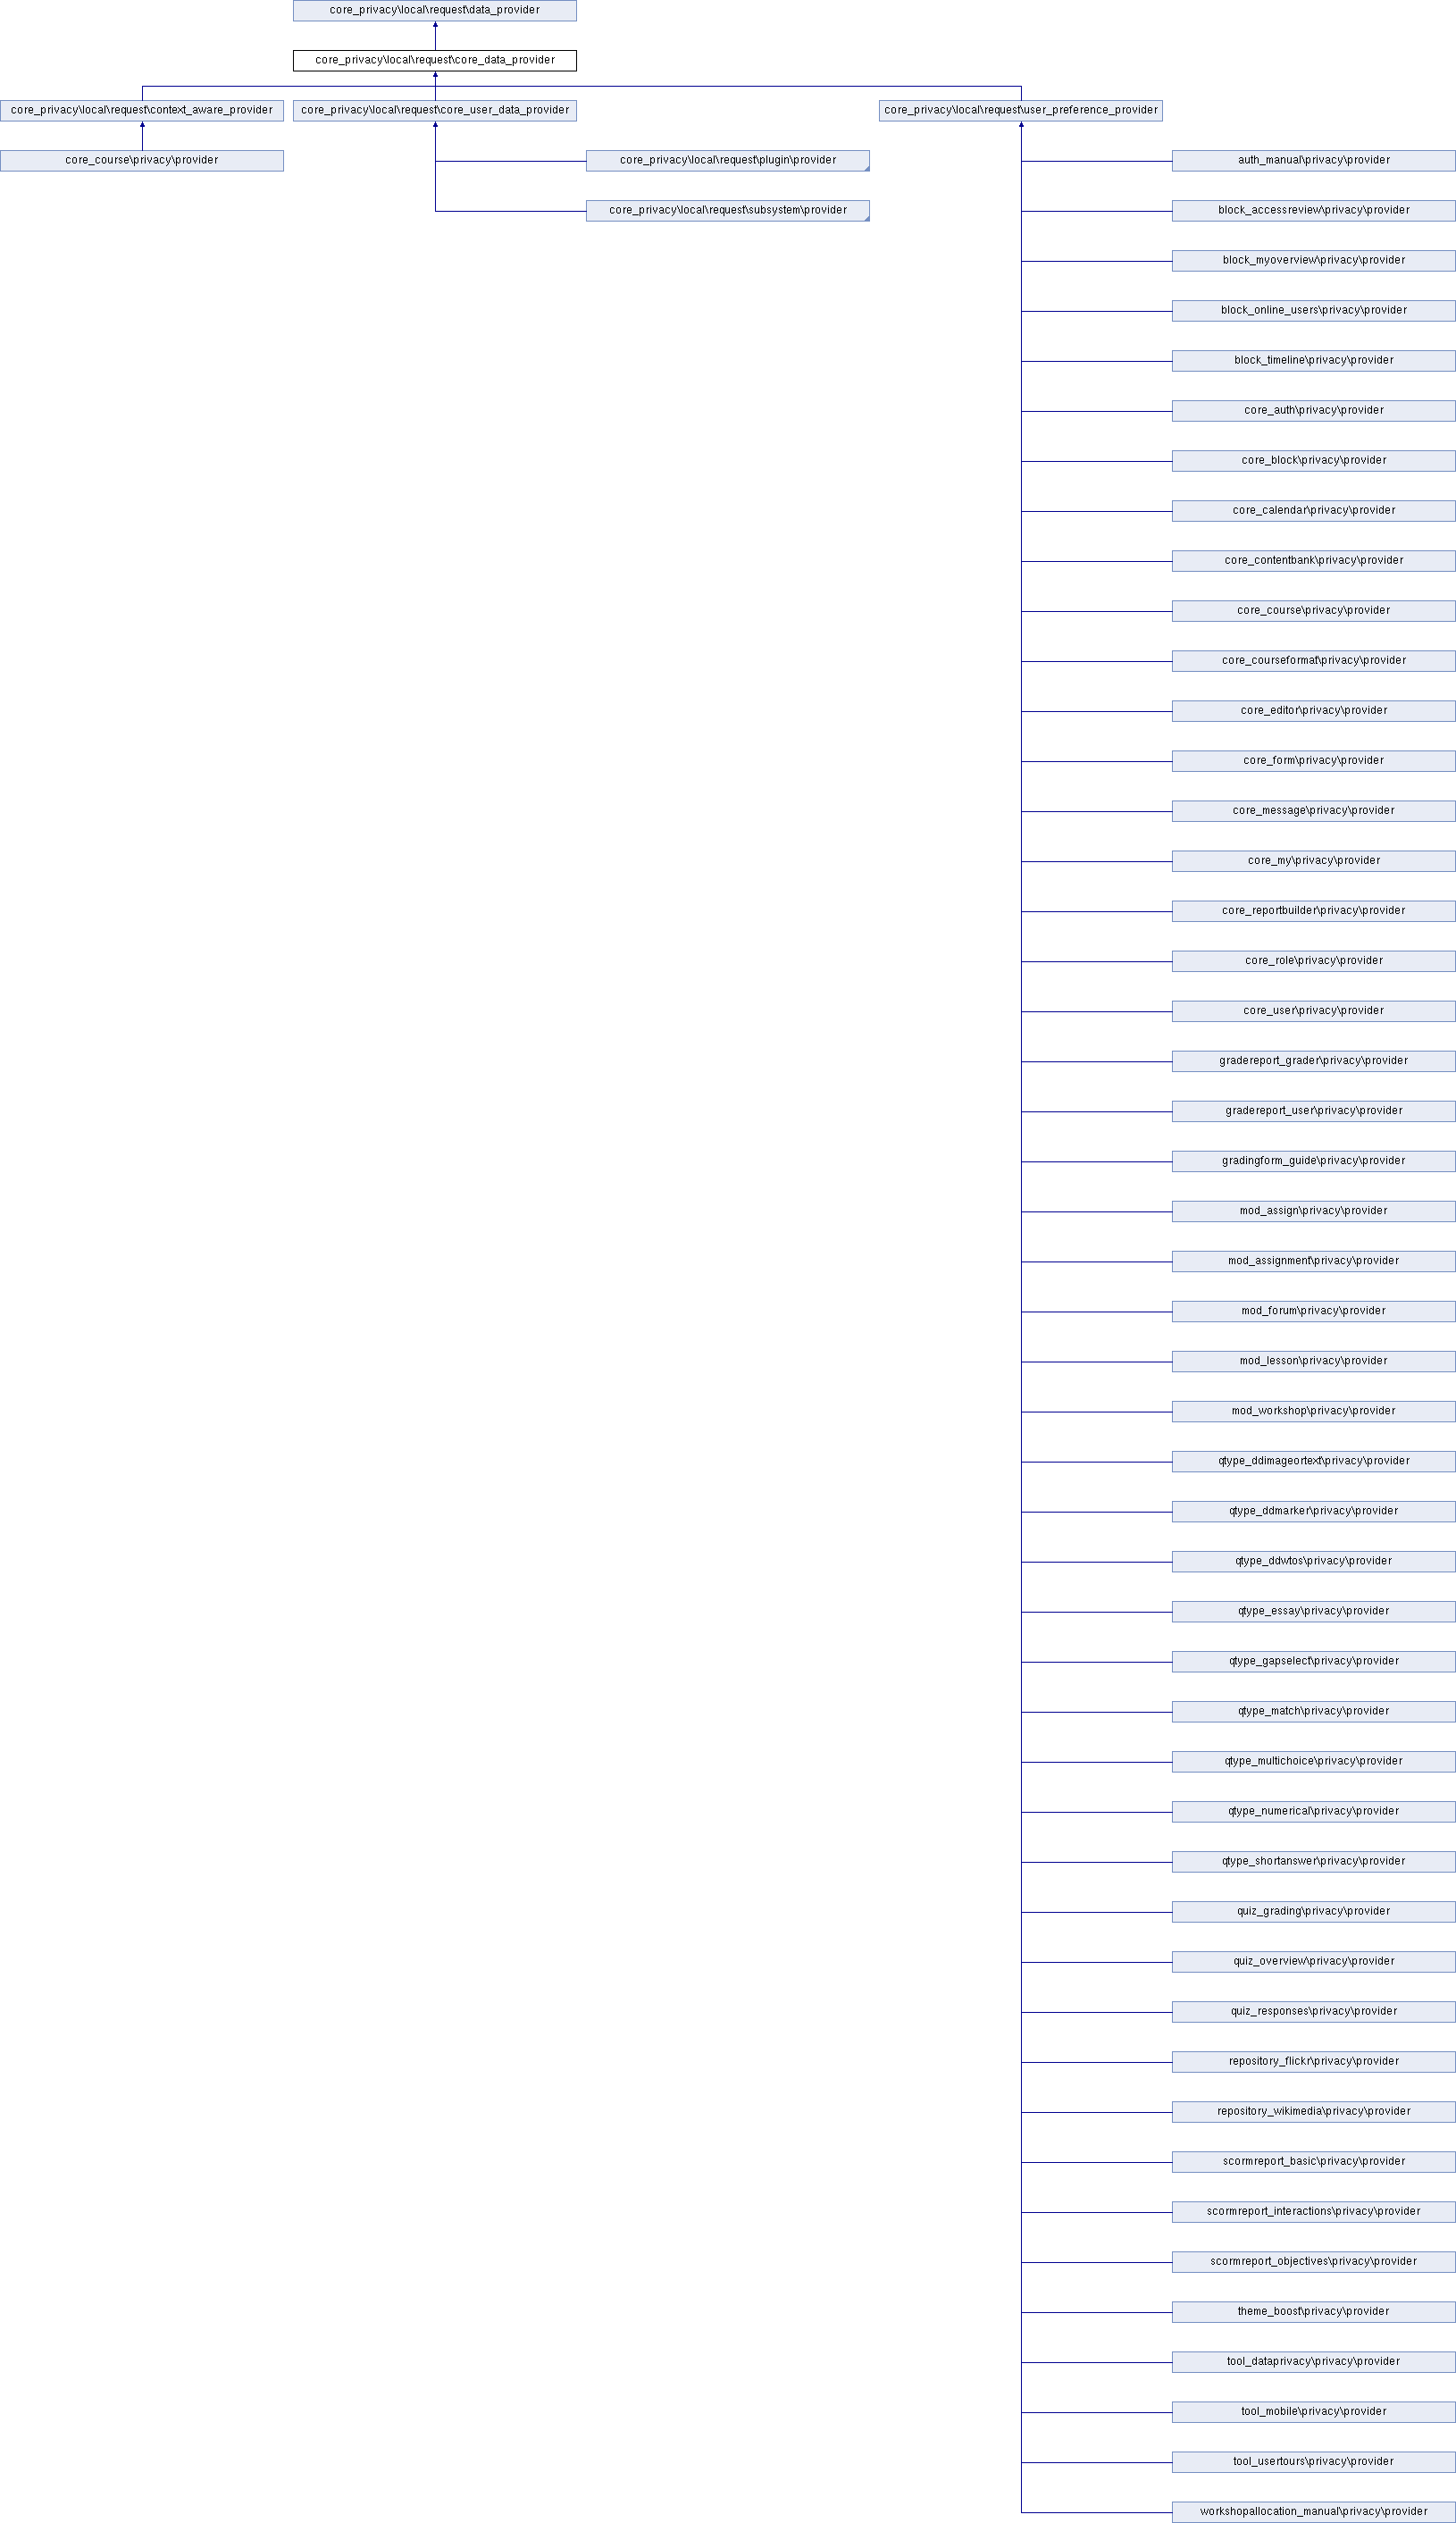 core_privacy\local\request\data_provider
core_privacy\local\request\core_data_provider
core_privacy\local\request\context_aware_provider
core_privacy\local\request\core_user_data_provider
core_privacy\local\request\user_preference_provider
core_course\privacy\provider
core_privacy\local\request\plugin\provider
auth_manual\privacy\provider
core_privacy\local\request\subsystem\provider
block_accessreview\privacy\provider
block_myoverview\privacy\provider
block_online_users\privacy\provider
block_timeline\privacy\provider
core_auth\privacy\provider
core_block\privacy\provider
core_calendar\privacy\provider
core_contentbank\privacy\provider
core_course\privacy\provider
core_courseformat\privacy\provider
core_editor\privacy\provider
core_form\privacy\provider
core_message\privacy\provider
core_my\privacy\provider
core_reportbuilder\privacy\provider
core_role\privacy\provider
core_user\privacy\provider
gradereport_grader\privacy\provider
gradereport_user\privacy\provider
gradingform_guide\privacy\provider
mod_assign\privacy\provider
mod_assignment\privacy\provider
mod_forum\privacy\provider
mod_lesson\privacy\provider
mod_workshop\privacy\provider
qtype_ddimageortext\privacy\provider
qtype_ddmarker\privacy\provider
qtype_ddwtos\privacy\provider
qtype_essay\privacy\provider
qtype_gapselect\privacy\provider
qtype_match\privacy\provider
qtype_multichoice\privacy\provider
qtype_numerical\privacy\provider
qtype_shortanswer\privacy\provider
quiz_grading\privacy\provider
quiz_overview\privacy\provider
quiz_responses\privacy\provider
repository_flickr\privacy\provider
repository_wikimedia\privacy\provider
scormreport_basic\privacy\provider
scormreport_interactions\privacy\provider
scormreport_objectives\privacy\provider
theme_boost\privacy\provider
tool_dataprivacy\privacy\provider
tool_mobile\privacy\provider
tool_usertours\privacy\provider
workshopallocation_manual\privacy\provider